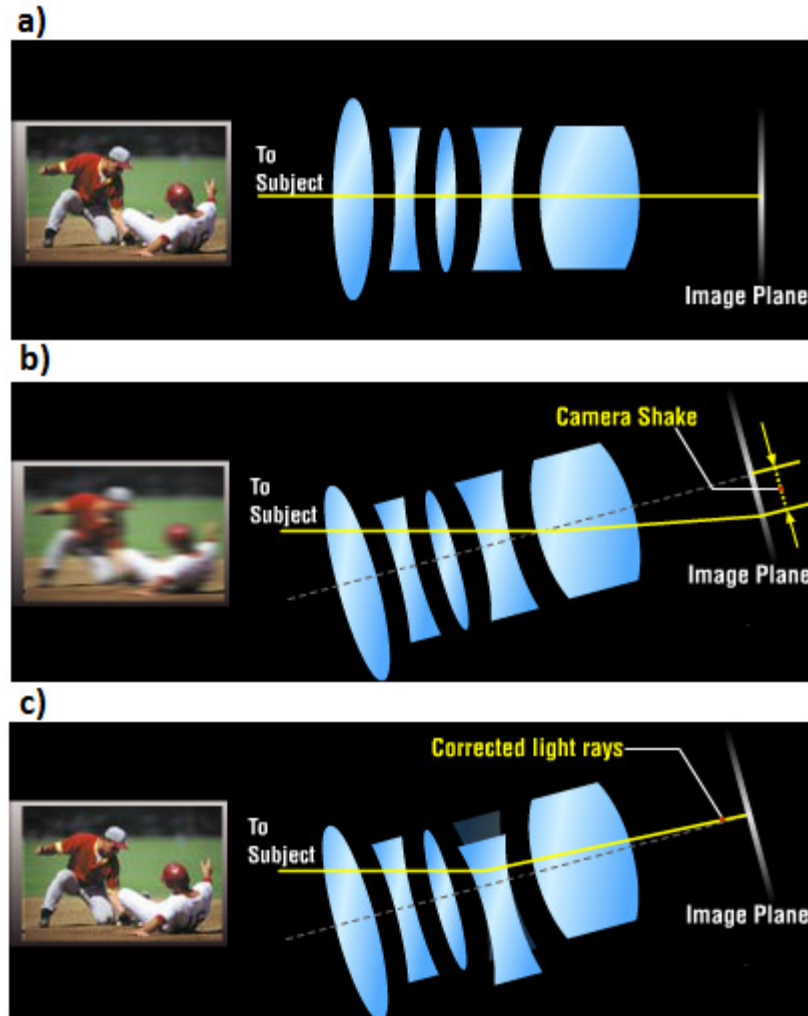 a)
To
Subject
Image Plane
b)
Camera Shake
To
Subject
Image Plane
c)
Corrected light rays
To
Subject
Image Plane